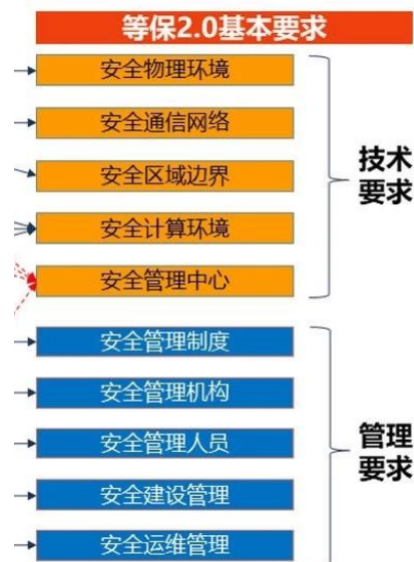 等保2.0基本要求
安全物理环境
安全通信网络
安全区域边界
安全计算环境
安全管理中心
技术
要求
安全管理制度
安全管理机构
安全管理人员
安全建设管理
安全运维管理
管理
要求